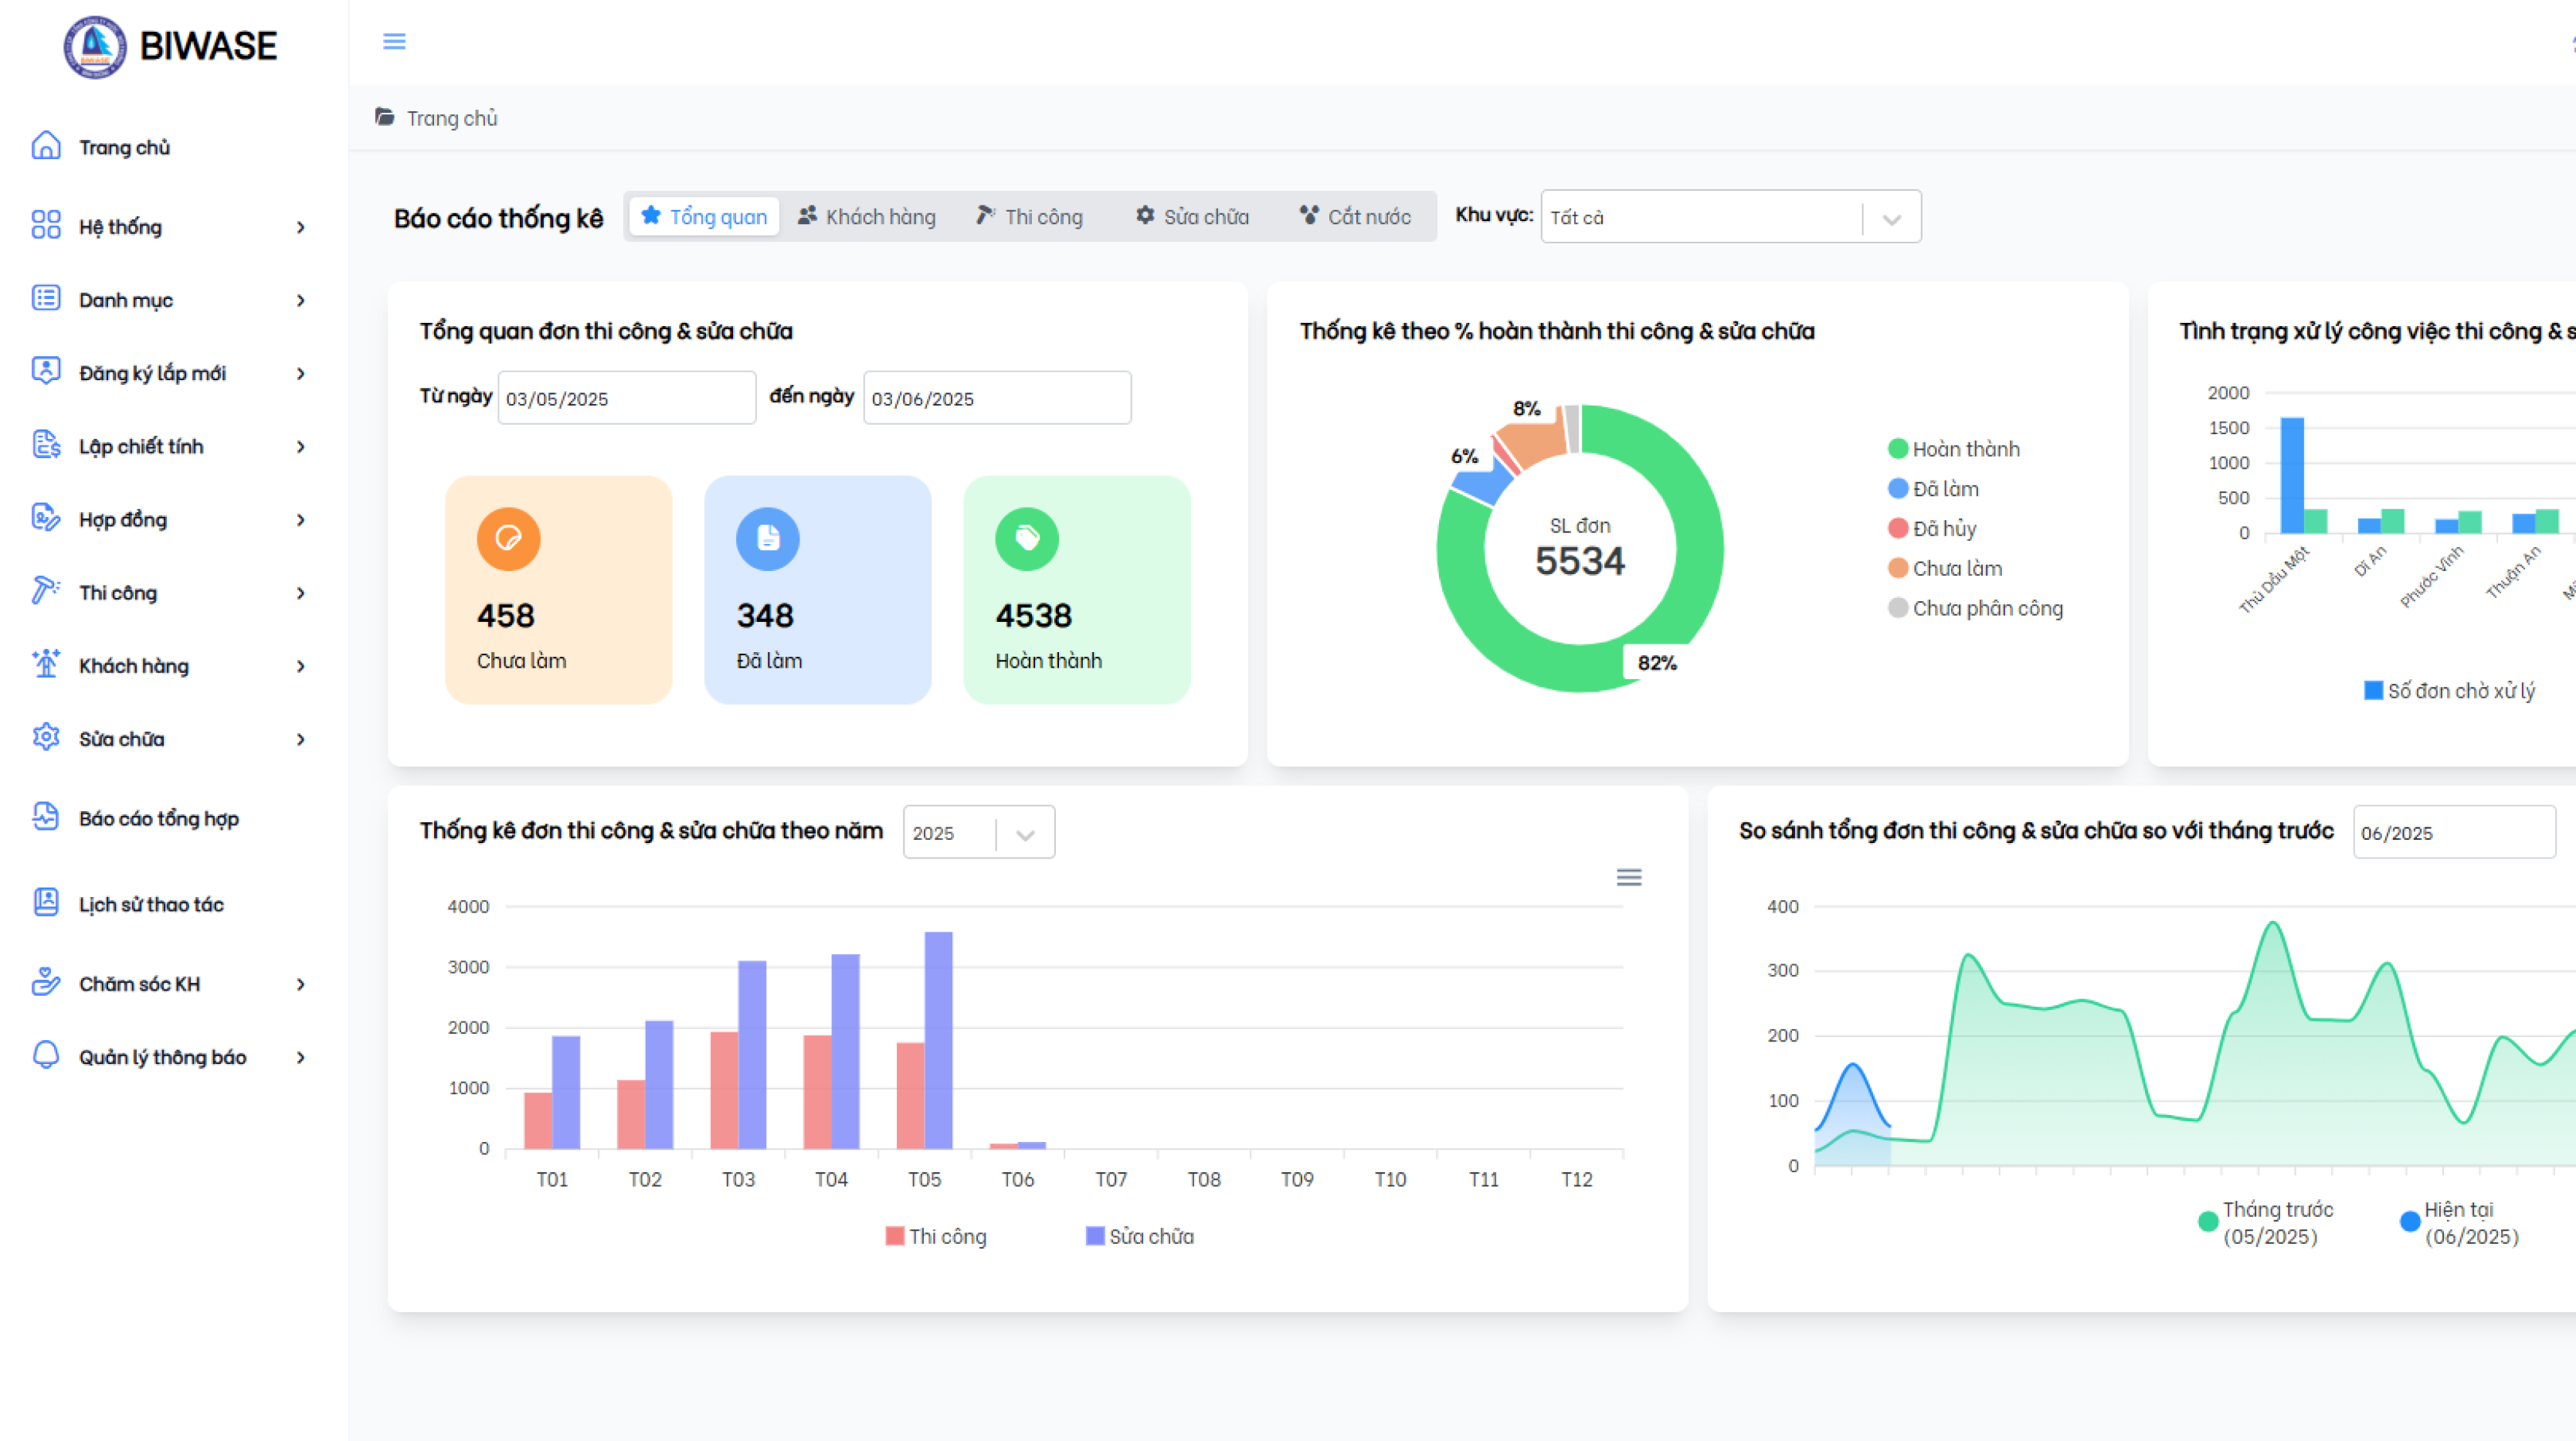 BIWASE
Trang chủ
Hệ thống
Danh mục
Đăng ký lắp mới
Lập chiết tính
Hợp đồng
Thi công
Khách hàng
Sửa chữa
Báo cáo tổng hợp
Lịch sử thao tác
Chăm sóc KH
Quản lý thông báo
Trang chủ
Báo cáo thống kê
Tổng quan
Khách hàng
Thi công
Sửa chữa
Cắt nước
Khu vực: Tất cả
Tổng quan đơn thi công & sửa chữa
Từ ngày 03/05/2025 đến ngày 03/06/2025
458
Chưa làm
348
Đã làm
4538
Hoàn thành
Thống kê theo % hoàn thành thi công & sửa chữa
8%
6%
82%
SL đơn
5534
Hoàn thành
Đã làm
Đã hủy
Chưa làm
Chưa phân công
Tình trạng xử lý công việc thi công & s
2000
1500
1000
500
0
Thủ Dầu Một
Dĩ An
Phước Vĩnh
Thuận An
Số đơn chờ xử lý
Thống kê đơn thi công & sửa chữa theo năm 2025
4000
3000
2000
1000
0
T01 T02 T03 T04 T05 T06 T07 T08 T09 T10 T11 T12
Thi công
Sửa chữa
So sánh tổng đơn thi công & sửa chữa so với tháng trước 06/2025
400
300
200
100
0
Tháng trước
(05/2025)
Hiện tại
(06/2025)